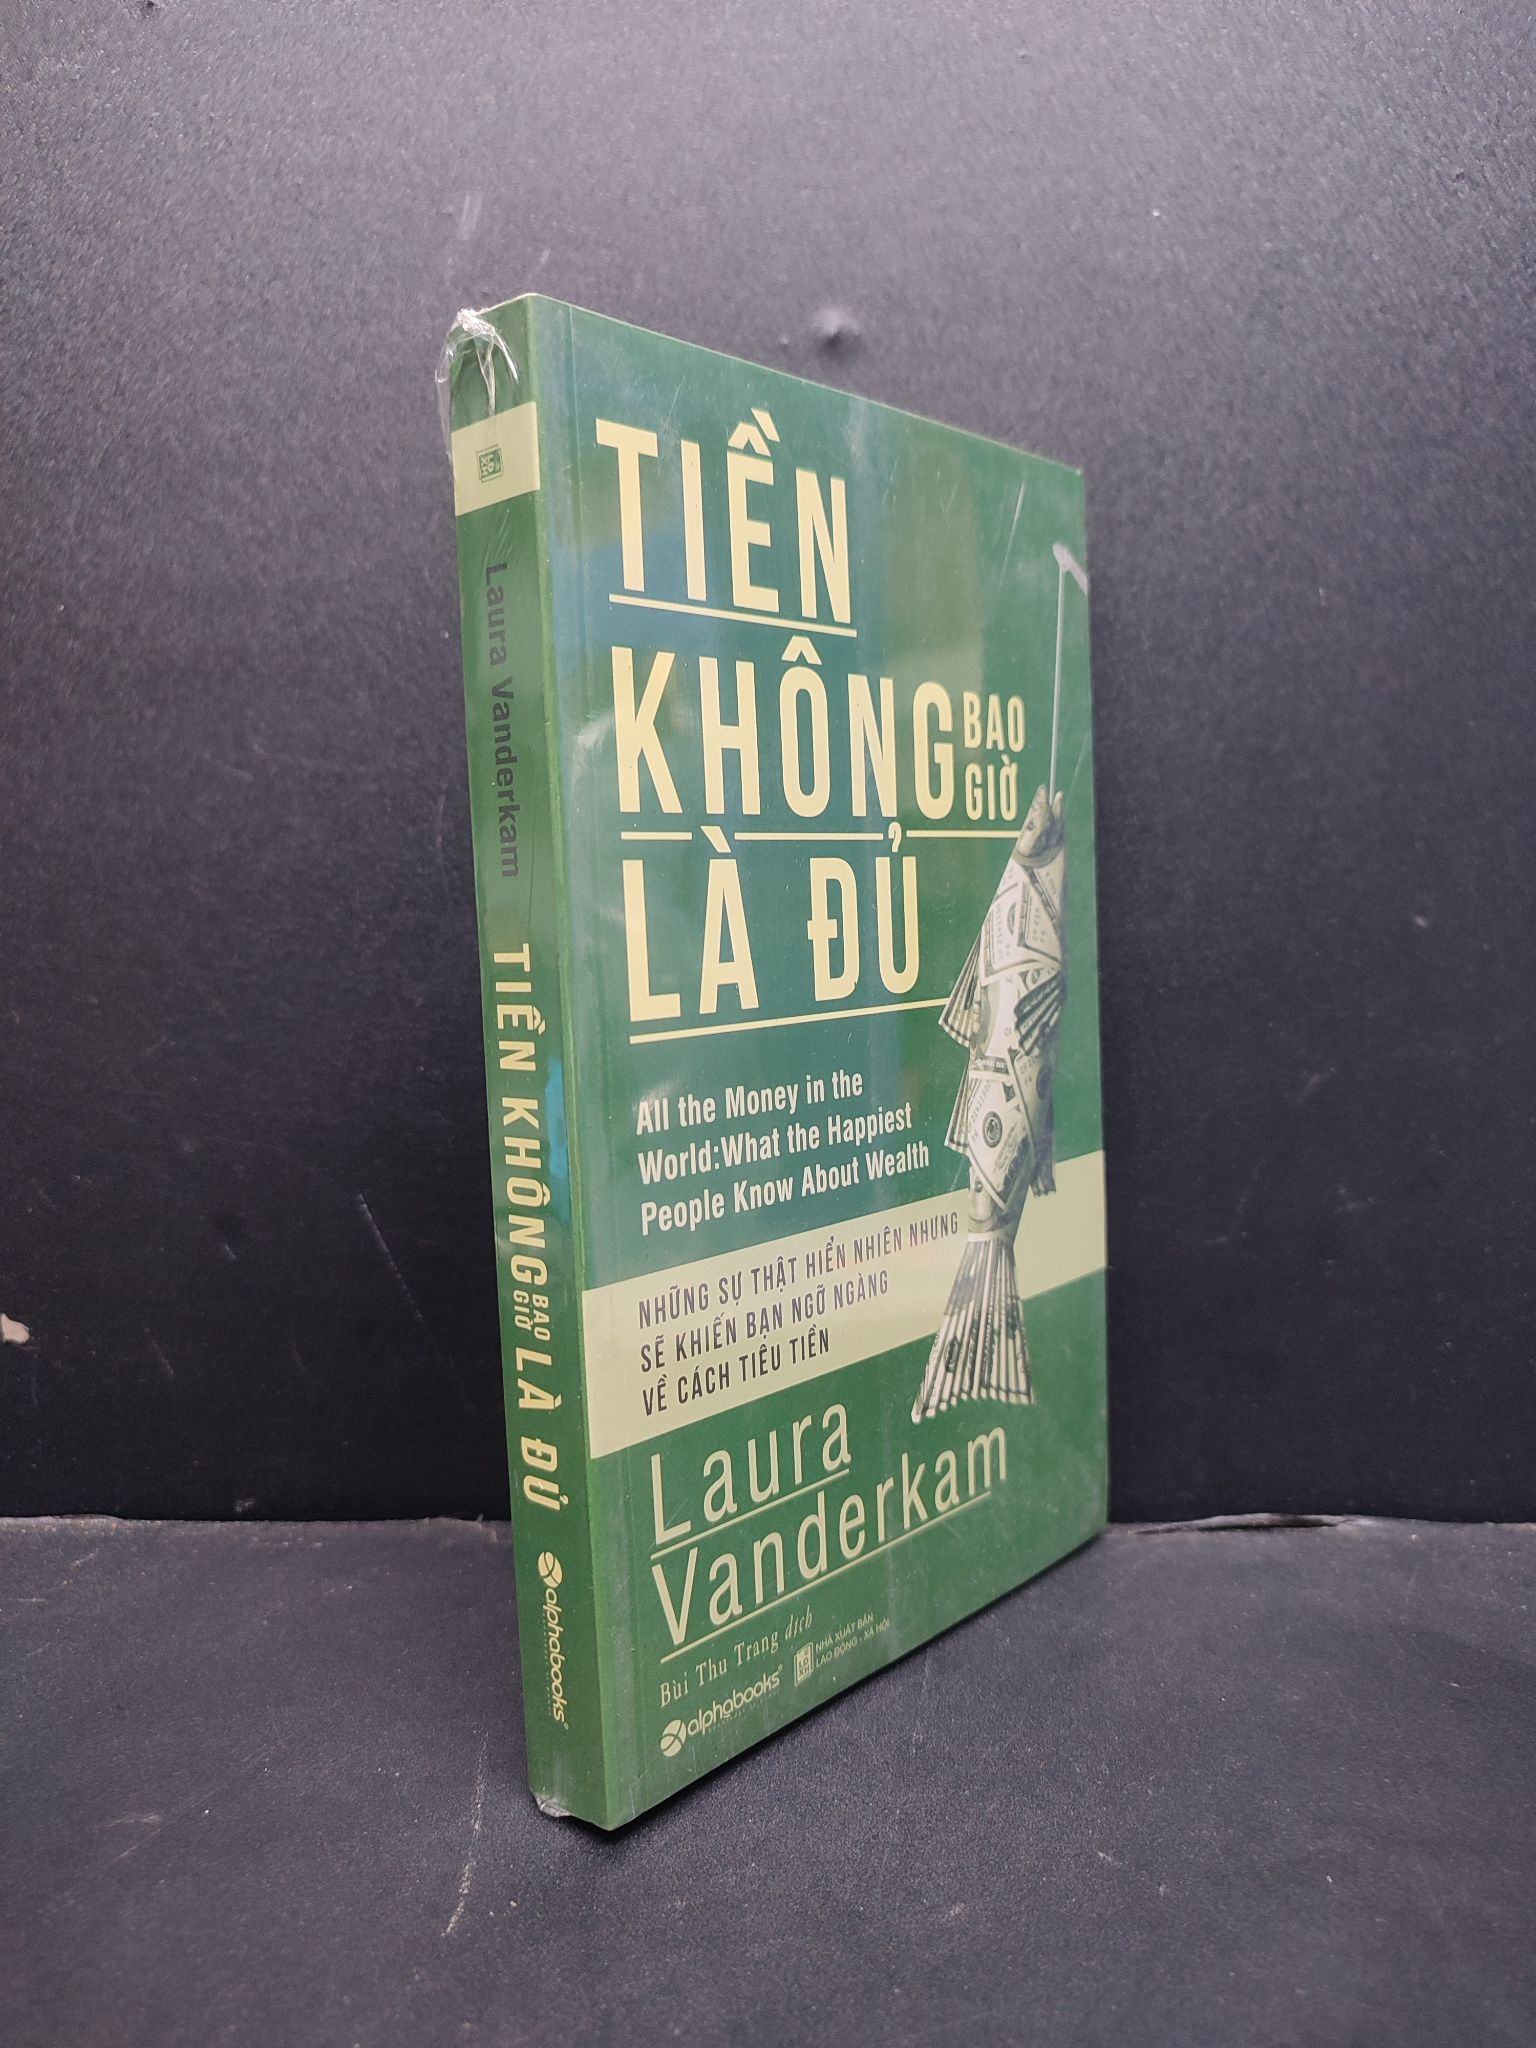 Laura Vanderkam
TIỀN KHÔNG BAO GIỜ LÀ ĐỦ
alphabooks®
TIỀN
KHÔNG BAO GIỜ
LÀ ĐỦ
All the Money in the
World:What the Happiest
People Know About Wealth
NHỮNG SỰ THẬT HIỂN NHIÊN NHƯNG
SẼ KHIẾN BẠN NGỠ NGÀNG
VỀ CÁCH TIÊU TIỀN
Laura
Vanderkam
Bùi Thu Trang dịch
alphabooks®
NHÀ XUẤT BẢN
LAO ĐỘNG - XÃ HỘI